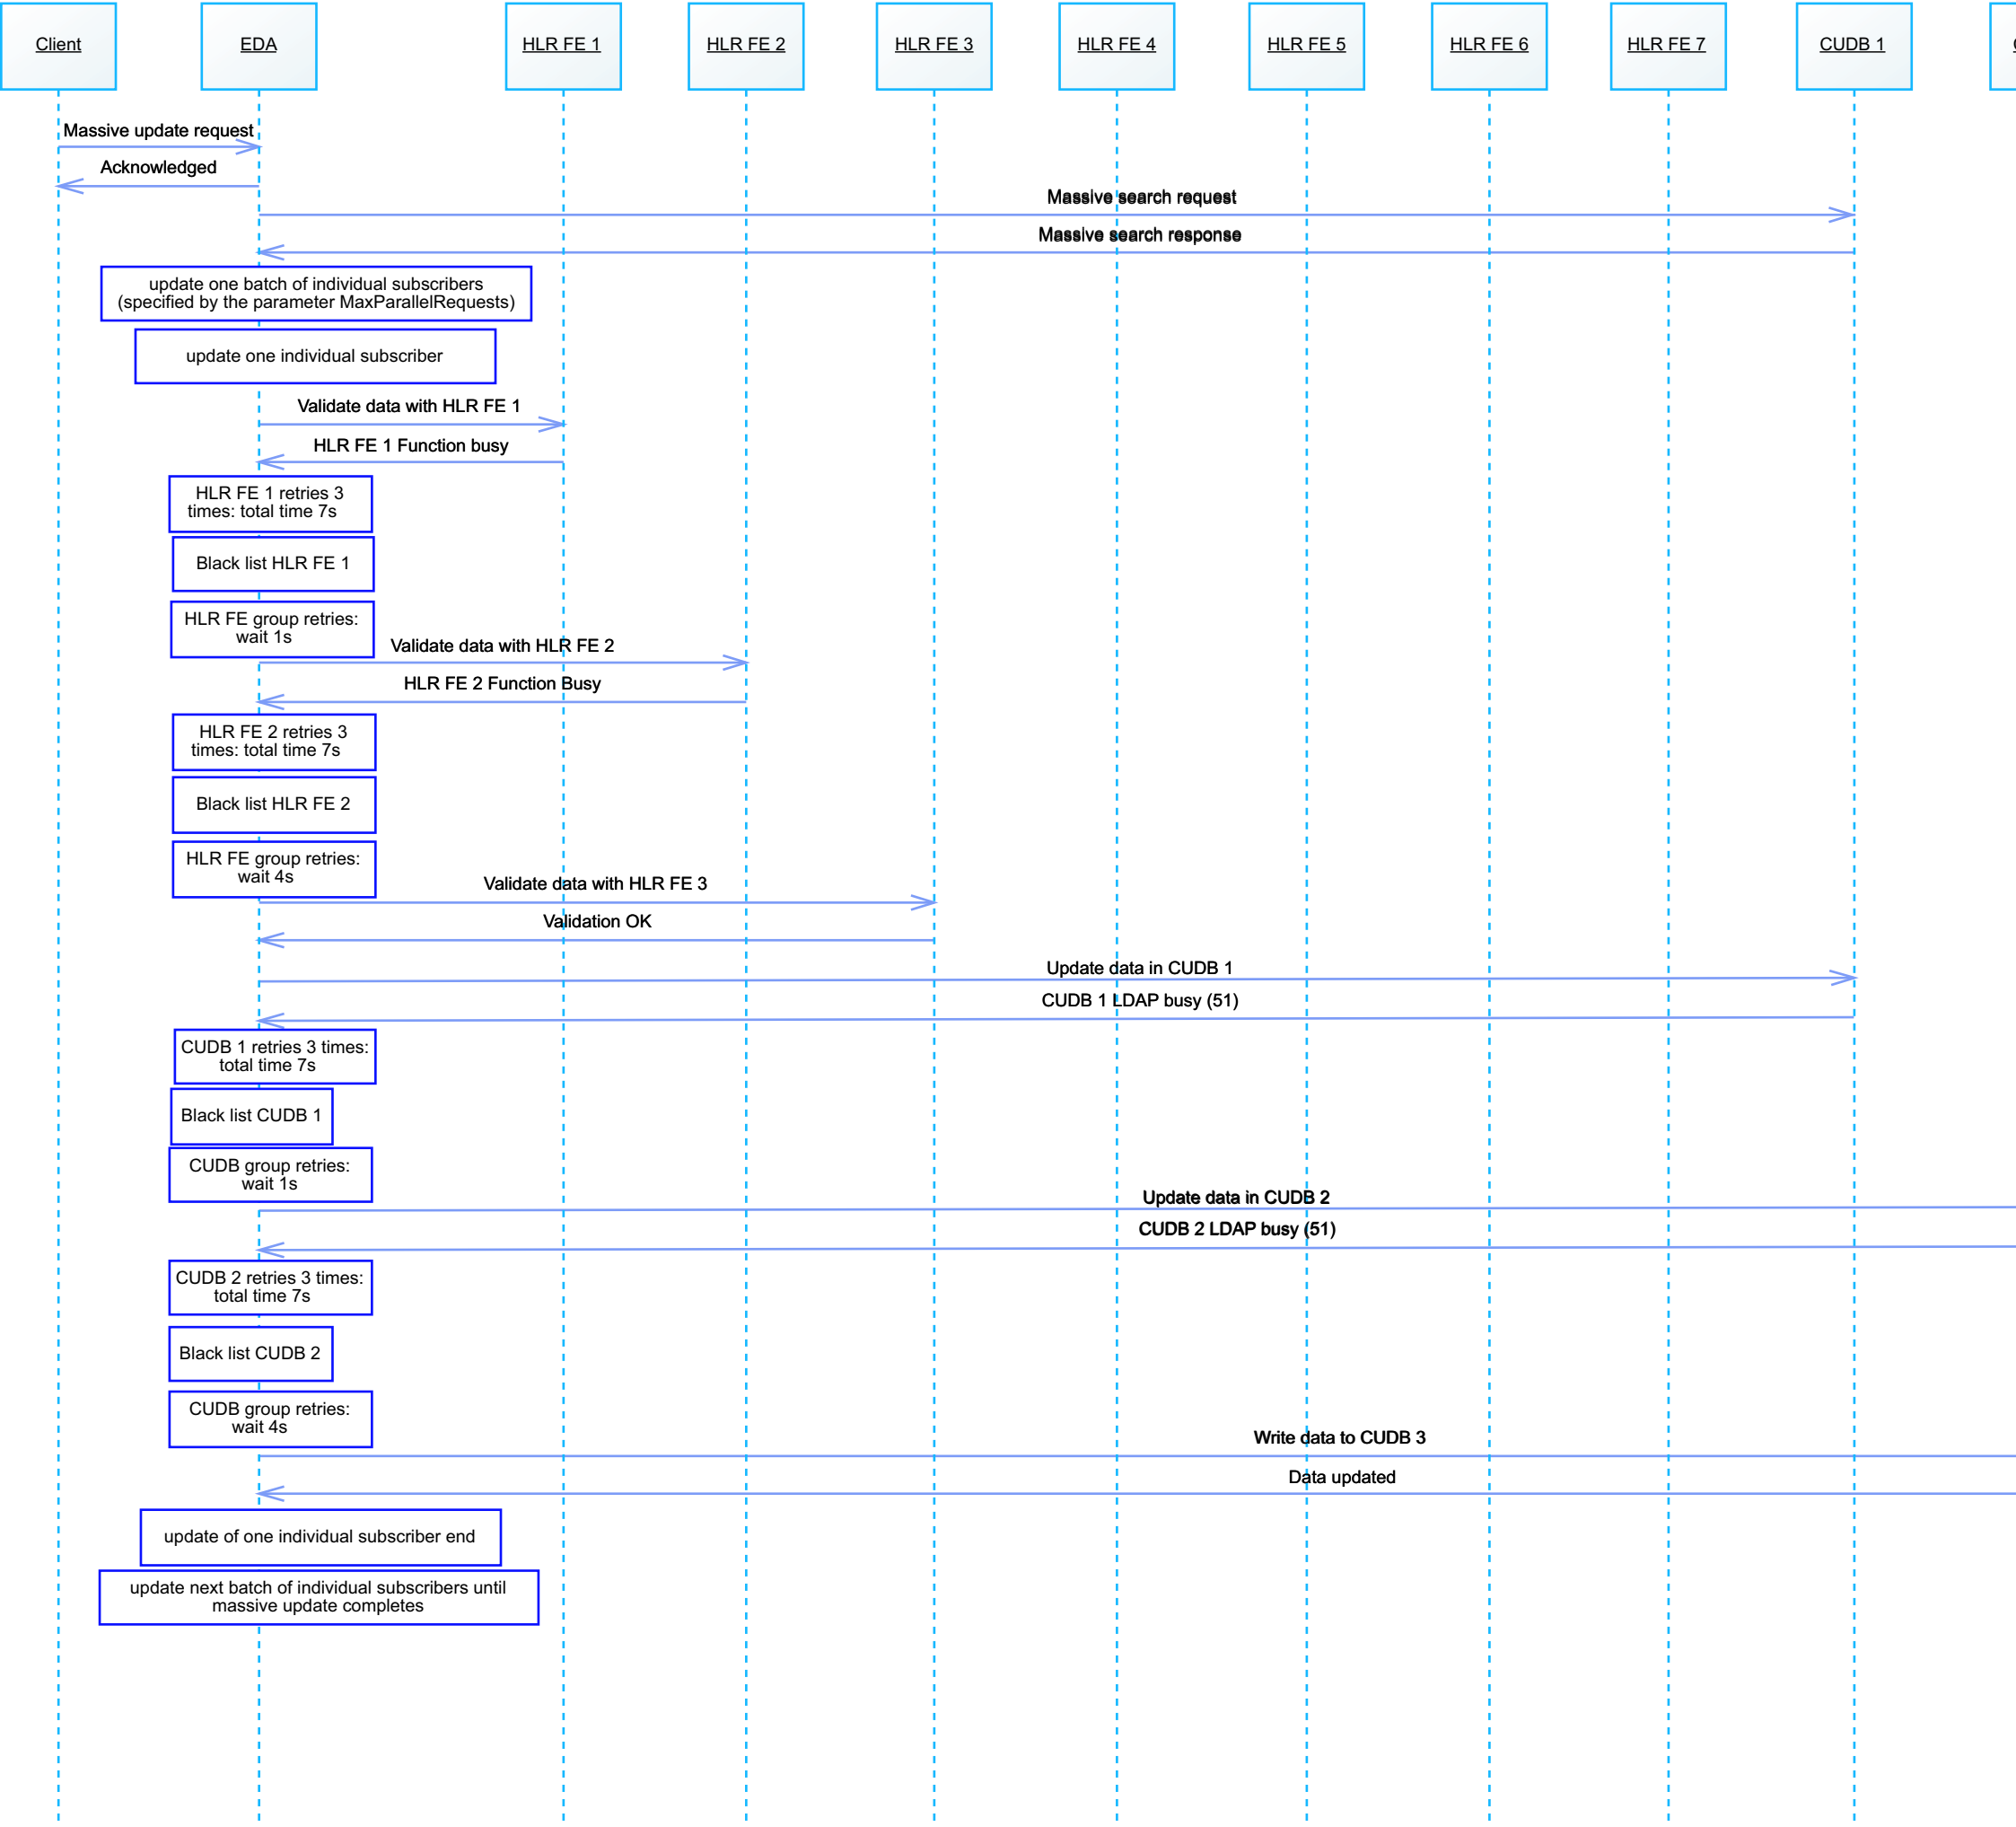 Client
EDA
HLR FE 1
HLR FE 2
HLR FE 3
HLR FE 4
HLR FE 5
HLR FE 6
HLR FE 7
CUDB 1
Massive update request
Acknowledged
Massive search request
Massive search response
update one batch of individual subscribers
(specified by the parameter MaxParallelRequests)
update one individual subscriber
Validate data with HLR FE 1
HLR FE 1 Function busy
HLR FE 1 retries 3
times: total time 7s
Black list HLR FE 1
HLR FE group retries:
wait 1s
Validate data with HLR FE 2
HLR FE 2 Function Busy
HLR FE 2 retries 3
times: total time 7s
Black list HLR FE 2
HLR FE group retries:
wait 4s
Validate data with HLR FE 3
Validation OK
Update data in CUDB 1
CUDB 1 LDAP busy (51)
CUDB 1 retries 3 times:
total time 7s
Black list CUDB 1
CUDB group retries:
wait 1s
Update data in CUDB 2
CUDB 2 LDAP busy (51)
CUDB 2 retries 3 times:
total time 7s
Black list CUDB 2
CUDB group retries:
wait 4s
Write data to CUDB 3
Data updated
update of one individual subscriber end
update next batch of individual subscribers until
massive update completes